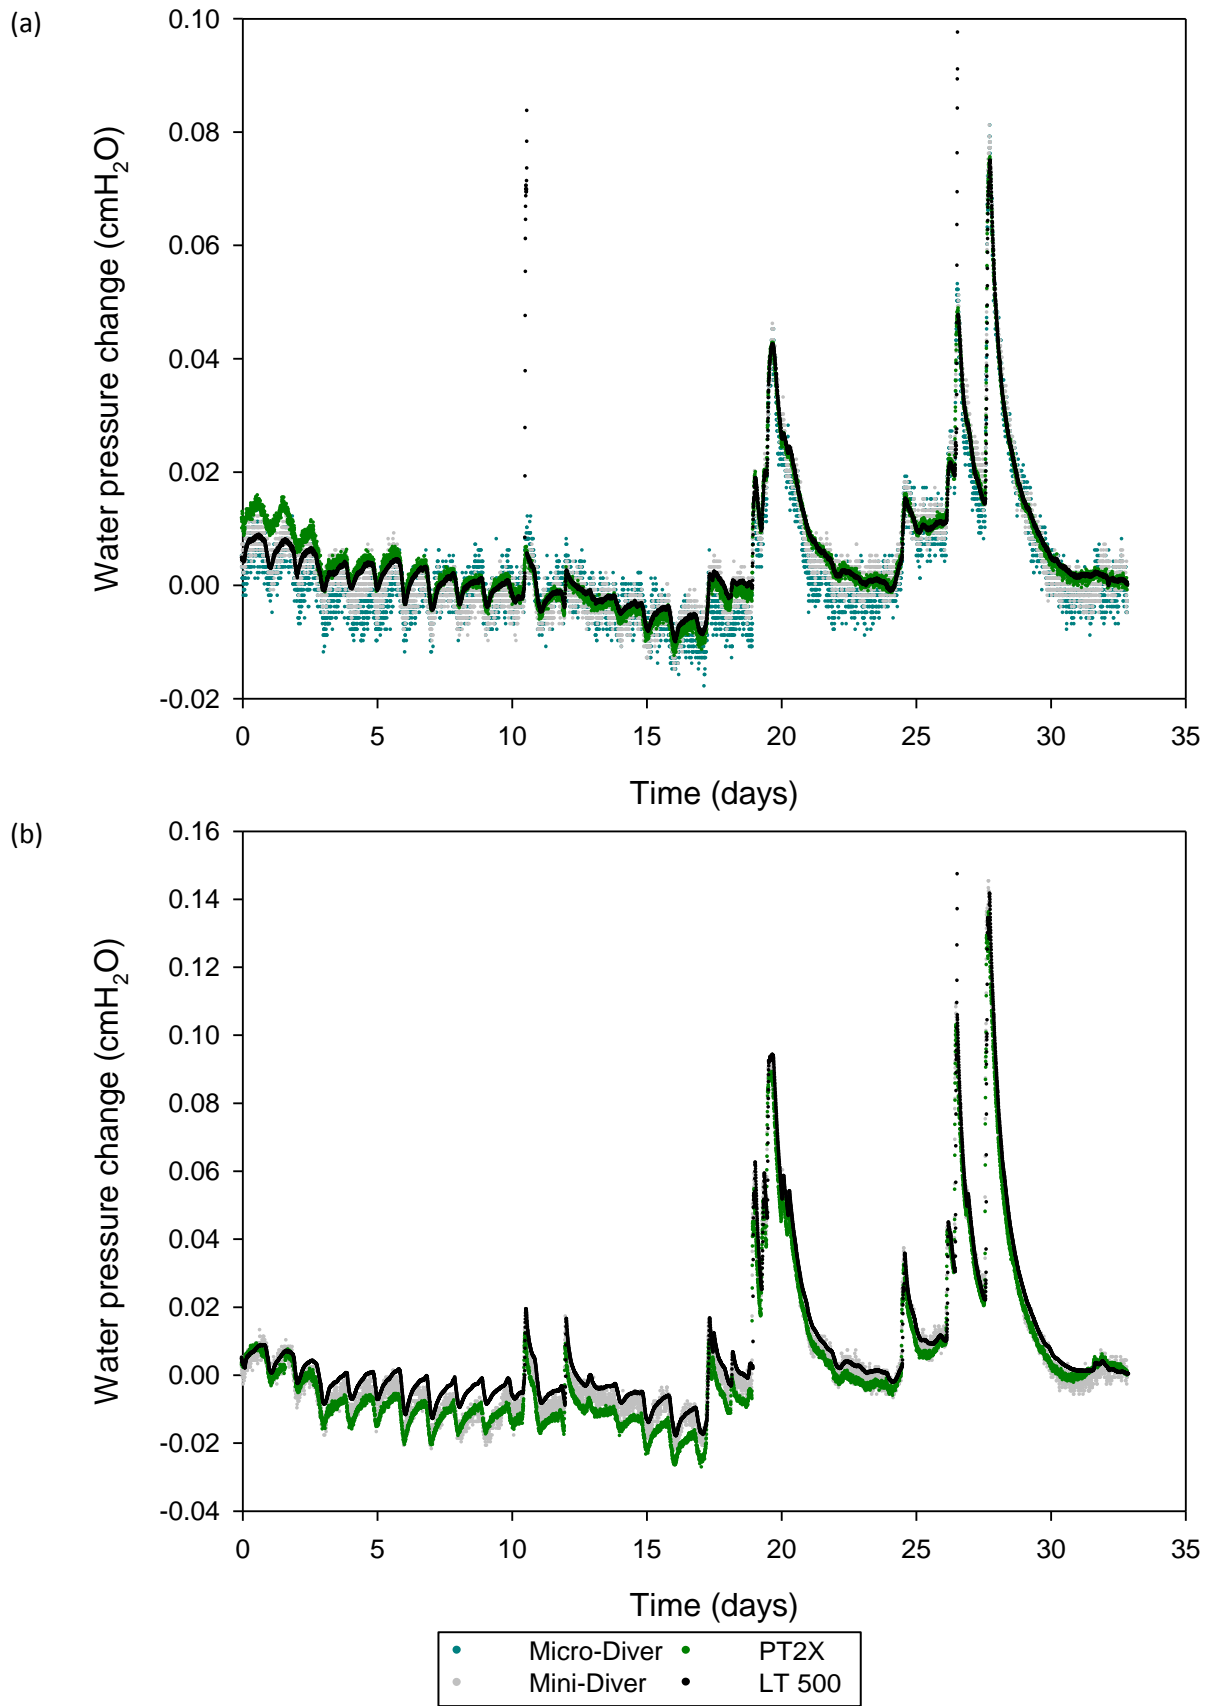 (a)
0.10
0.08
0.06
0.04
0.02
0.00
-0.02
Water pressure change (cmH₂O)
0 5 10 15 20 25 30 35
Time (days)
(b)
0.16
0.14
0.12
0.10
0.08
0.06
0.04
0.02
0.00
-0.02
-0.04
Water pressure change (cmH₂O)
0 5 10 15 20 25 30 35
Time (days)
Micro-Diver PT2X
Mini-Diver LT 500